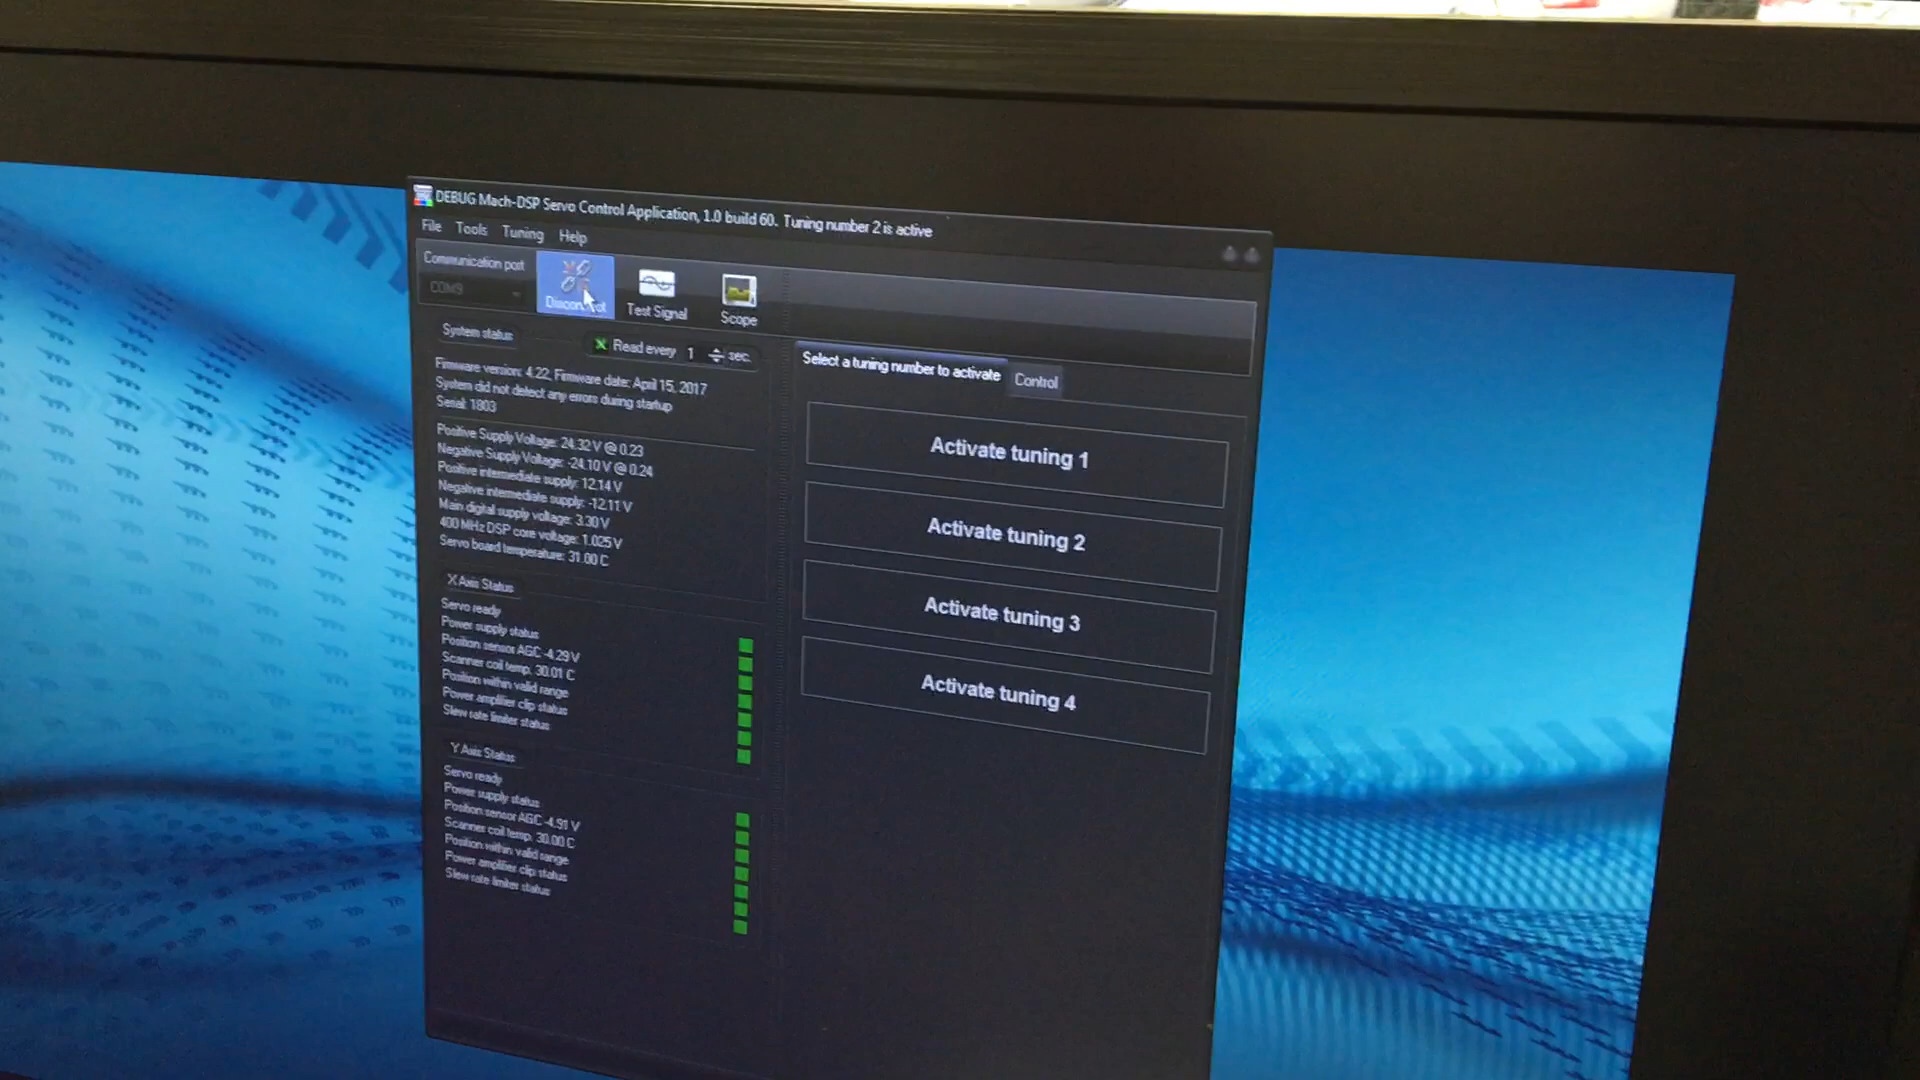 DEBUG Mach-DSP Servo Control Application, 1.0 build 60. Tuning number 2 is active
File Tools Tuning Help
Communication port
COM9
Disconnect
Test Signal
Scope
System status
Read every 1 sec.
Firmware version: 4.22, Firmware date: April 15, 2017
System did not detect any errors during startup
Serial: 1803
Positive Supply Voltage: 24.32 V @ 0.23
Negative Supply Voltage: -24.10 V @ 0.24
Positive intermediate supply: 12.14 V
Negative intermediate supply: -12.11 V
Main digital supply voltage: 3.30 V
400 MHz DSP core voltage: 1.025 V
Servo board temperature: 31.00 C
X Axis Status
Servo ready
Power supply status
Position sensor AGC -4.29 V
Scanner coil temp. 30.01 C
Position within valid range
Power amplifier clip status
Slew rate limiter status
Y Axis Status
Servo ready
Power supply status
Position sensor AGC -4.91 V
Scanner coil temp. 30.00 C
Position within valid range
Power amplifier clip status
Slew rate limiter status
Select a tuning number to activate
Control
Activate tuning 1
Activate tuning 2
Activate tuning 3
Activate tuning 4